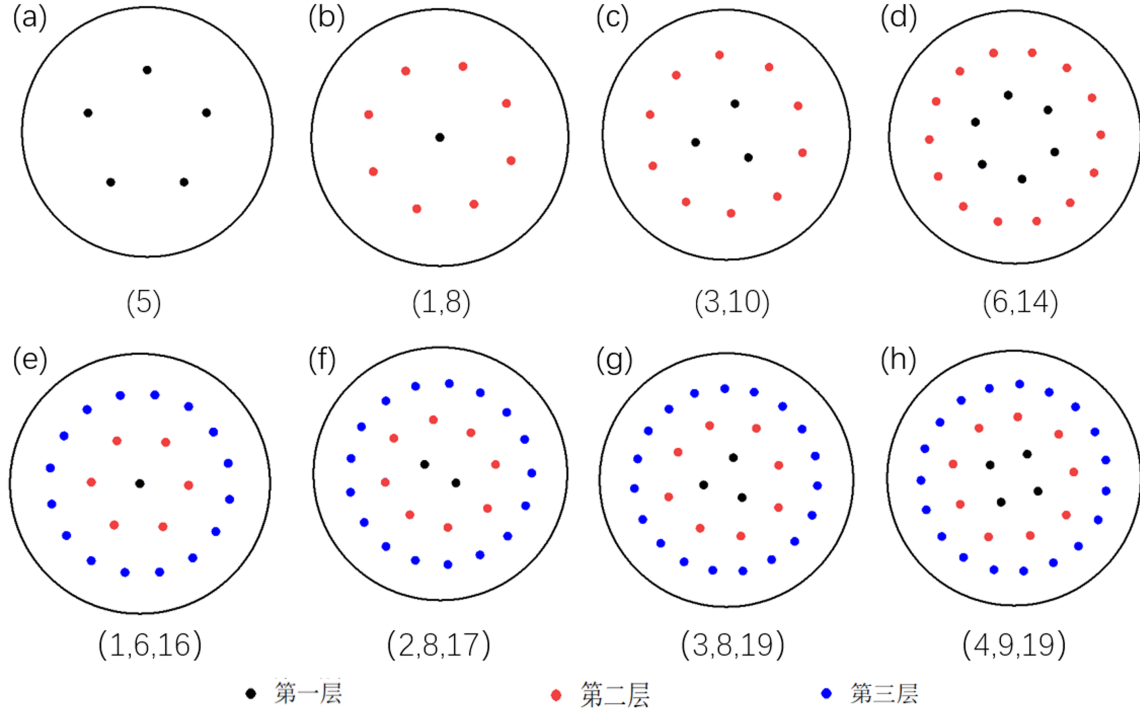 (a) (b) (c) (d)
(5) (1,8) (3,10) (6,14)
(e) (f) (g) (h)
(1,6,16) (2,8,17) (3,8,19) (4,9,19)
第一层 第二层 第三层